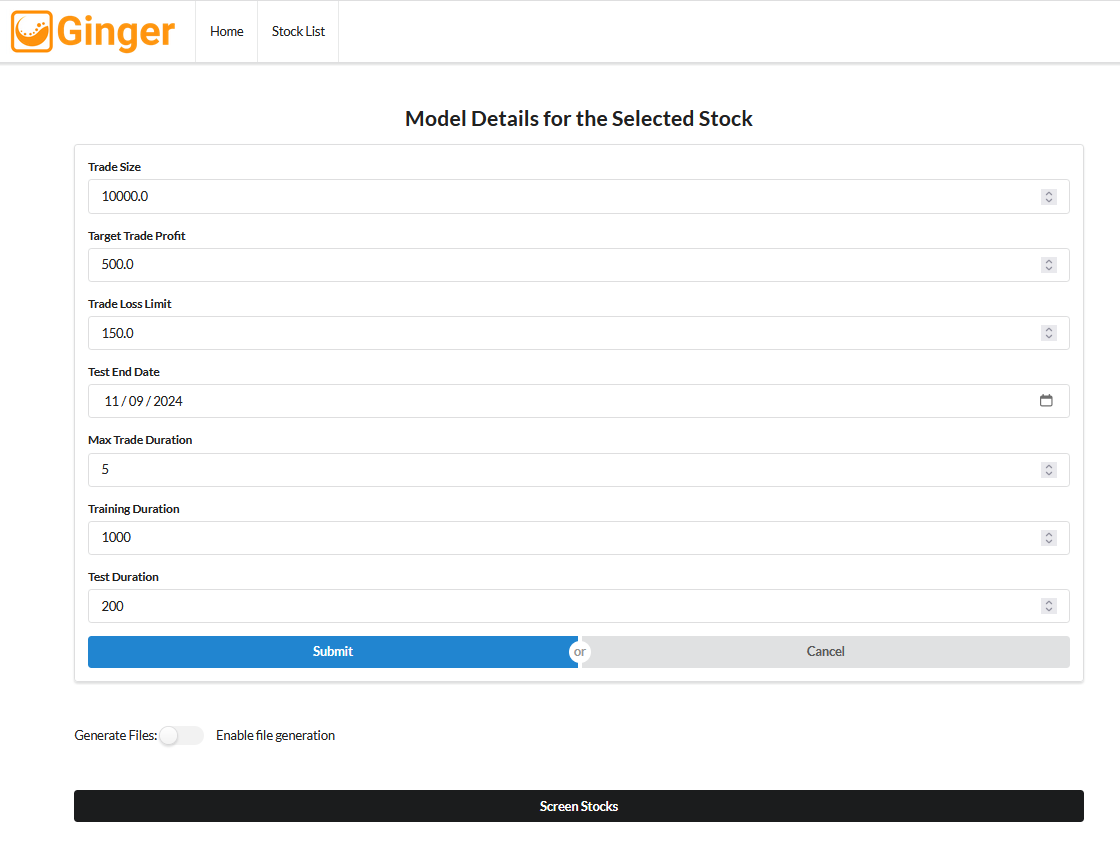 Ginger Home Stock List
Model Details for the Selected Stock
Trade Size
10000.0
Target Trade Profit
500.0
Trade Loss Limit
150.0
Test End Date
11 / 09 / 2024
Max Trade Duration
5
Training Duration
1000
Test Duration
200
Submit or Cancel
Generate Files: Enable file generation
Screen Stocks